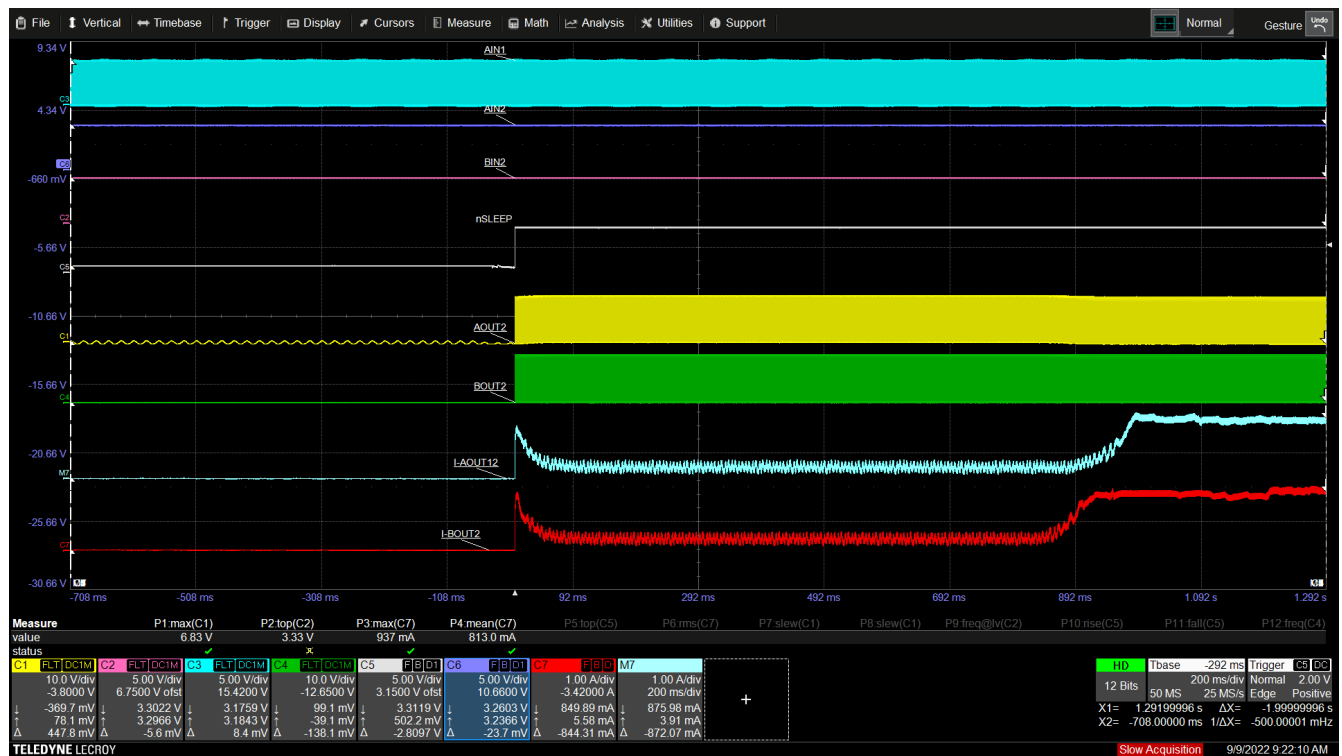 File Vertical Timebase Trigger Display Cursors Measure Math Analysis Utilities Support Normal Gesture Undo
9.34 V
AIN1
C3
4.34 V
AIN2
C6
BIN2
-660 mV
C2
nSLEEP
-5.66 V
C5
-10.66 V
AOUT2
C1
-15.66 V
BOUT2
C4
-20.66 V
I-AOUT12
M7
-25.66 V
I-BOUT2
C7
-30.66 V
-708 ms -508 ms -308 ms -108 ms 92 ms 292 ms 492 ms 692 ms 892 ms 1.092 s 1.292 s
Measure P1:max(C1) P2:top(C2) P3:max(C7) P4:mean(C7) P5:top(C5) P6:rms(C7) P7:slew(C1) P8:slew(C1) P9:freq@lv(C2) P10:rise(C5) P11:fall(C5) P12:freq(C4)
value 6.83 V 3.33 V 937 mA 813.0 mA
status
C1 FLT DC1M C2 FLT DC1M C3 FLT DC1M C4 FLT DC1M C5 F B D1 C6 F B D1 C7 F B D M7 HD Tbase -292 ms Trigger C5 DC
10.0 V/div 5.00 V/div 5.00 V/div 10.0 V/div 5.00 V/div 5.00 V/div 1.00 A/div 1.00 A/div 200 ms/div Normal 2.00 V
-3.8000 V 6.7500 V ofst 15.4200 V -12.6500 V 3.1500 V ofst 10.6600 V -3.42000 A 200 ms/div 12 Bits 50 MS 25 MS/s Edge Positive
↓ -369.7 mV ↓ 3.3022 V ↓ 3.1759 V ↓ 99.1 mV ↓ 3.3119 V ↓ 3.2603 V ↓ 849.89 mA ↓ 875.98 mA X1= 1.29199996 s ΔX= -1.99999996 s
↑ 78.1 mV ↑ 3.2966 V ↑ 3.1843 V ↑ -39.1 mV ↑ 502.2 mV ↑ 3.2366 V ↑ 5.58 mA ↑ 3.91 mA X2= -708.00000 ms 1/ΔX= -500.00001 mHz
Δ 447.8 mV Δ -5.6 mV Δ 8.4 mV Δ -138.1 mV Δ -2.8097 V Δ -23.7 mV Δ -844.31 mA Δ -872.07 mA
+
TELEDYNE LECROY Slow Acquisition 9/9/2022 9:22:10 AM